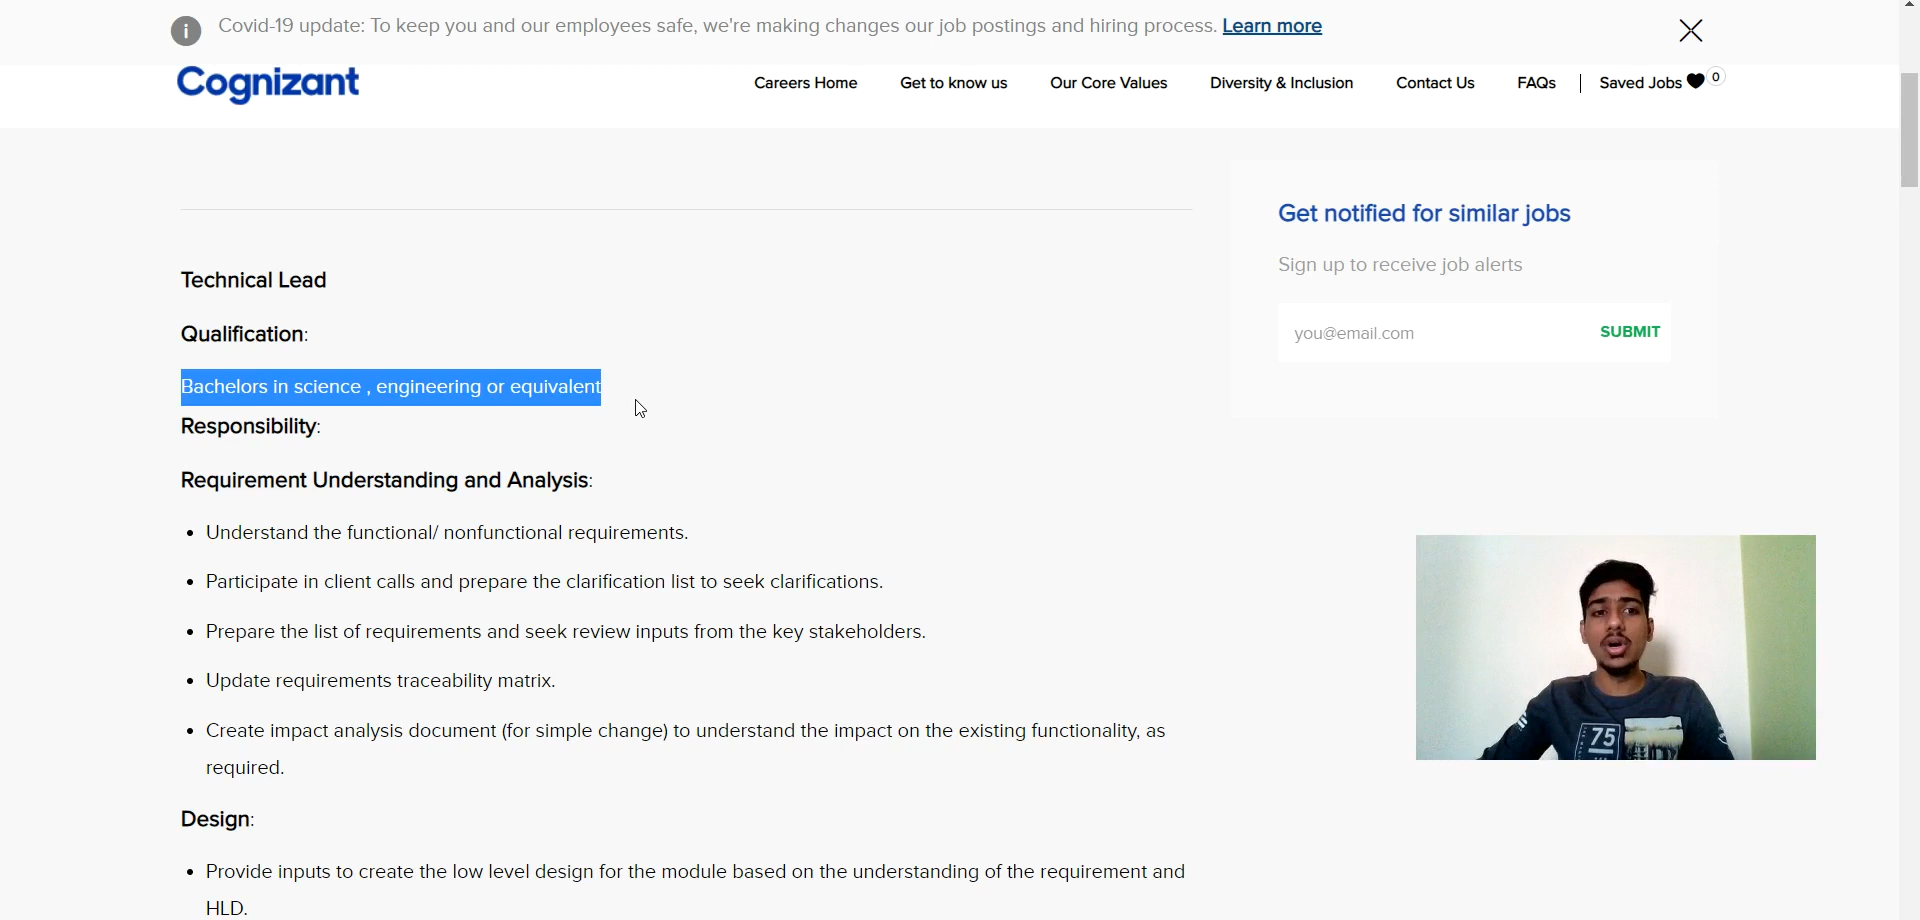 Covid-19 update: To keep you and our employees safe, we're making changes our job postings and hiring process. Learn more
Cognizant
Careers Home Get to know us Our Core Values Diversity & Inclusion Contact Us FAQs | Saved Jobs 0
Get notified for similar jobs
Sign up to receive job alerts
you@email.com SUBMIT
Technical Lead
Qualification:
Bachelors in science , engineering or equivalent
Responsibility:
Requirement Understanding and Analysis:
• Understand the functional/ nonfunctional requirements.
• Participate in client calls and prepare the clarification list to seek clarifications.
• Prepare the list of requirements and seek review inputs from the key stakeholders.
• Update requirements traceability matrix.
• Create impact analysis document (for simple change) to understand the impact on the existing functionality, as
required.
Design:
• Provide inputs to create the low level design for the module based on the understanding of the requirement and
HLD.
75